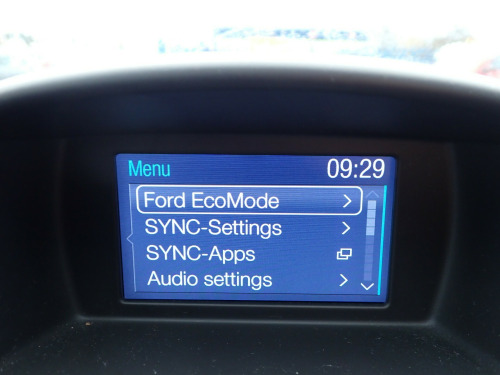 Menu 09:29
Ford EcoMode
SYNC-Settings
SYNC-Apps
Audio settings